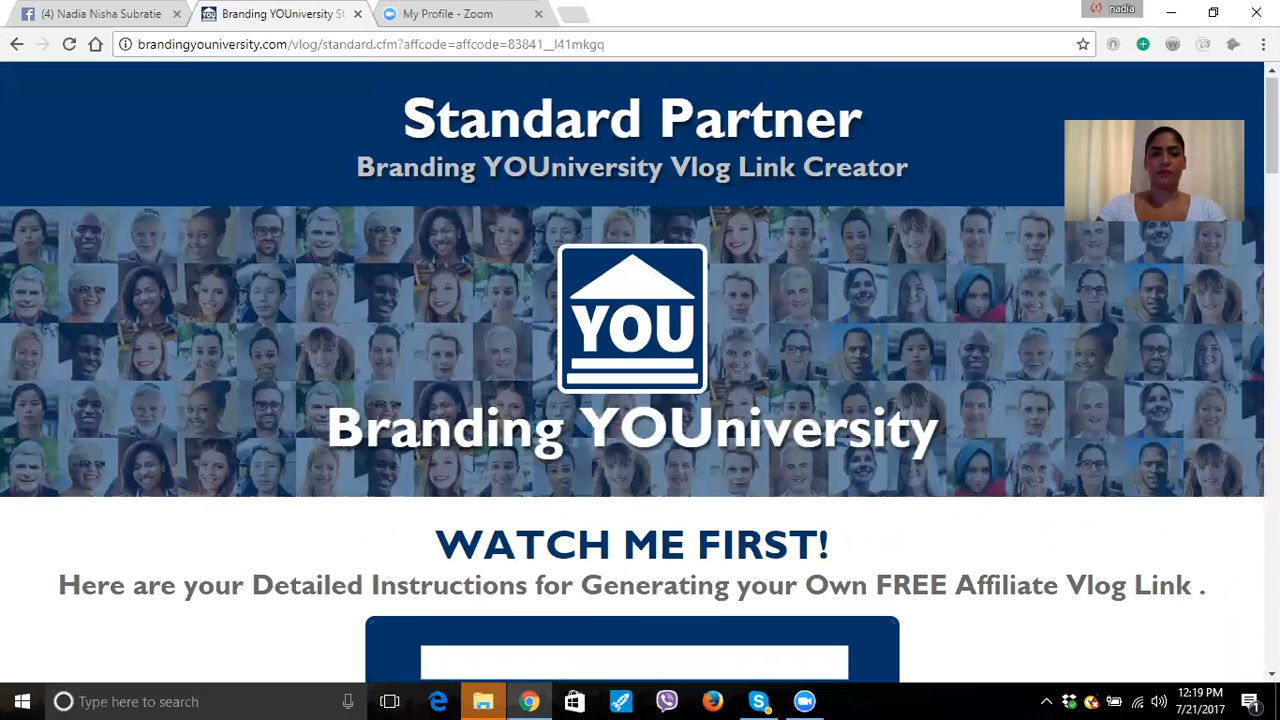 (4) Nadia Nisha Subratie
Branding YOUniversity St
My Profile - Zoom
nadia
brandingyouniversity.com/vlog/standard.cfm?affcode=affcode=83841__l41mkgq
Standard Partner
Branding YOUniversity Vlog Link Creator
YOU
Branding YOUniversity
WATCH ME FIRST!
Here are your Detailed Instructions for Generating your Own FREE Affiliate Vlog Link .
Type here to search
12:19 PM
7/21/2017